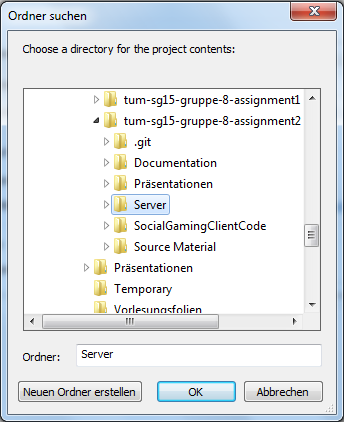 Ordner suchen
Choose a directory for the project contents:
tum-sg15-gruppe-8-assignment1
tum-sg15-gruppe-8-assignment2
.git
Documentation
Präsentationen
Server
SocialGamingClientCode
Source Material
Präsentationen
Temporary
Vorlesungsfolien
Ordner: Server
Neuen Ordner erstellen OK Abbrechen